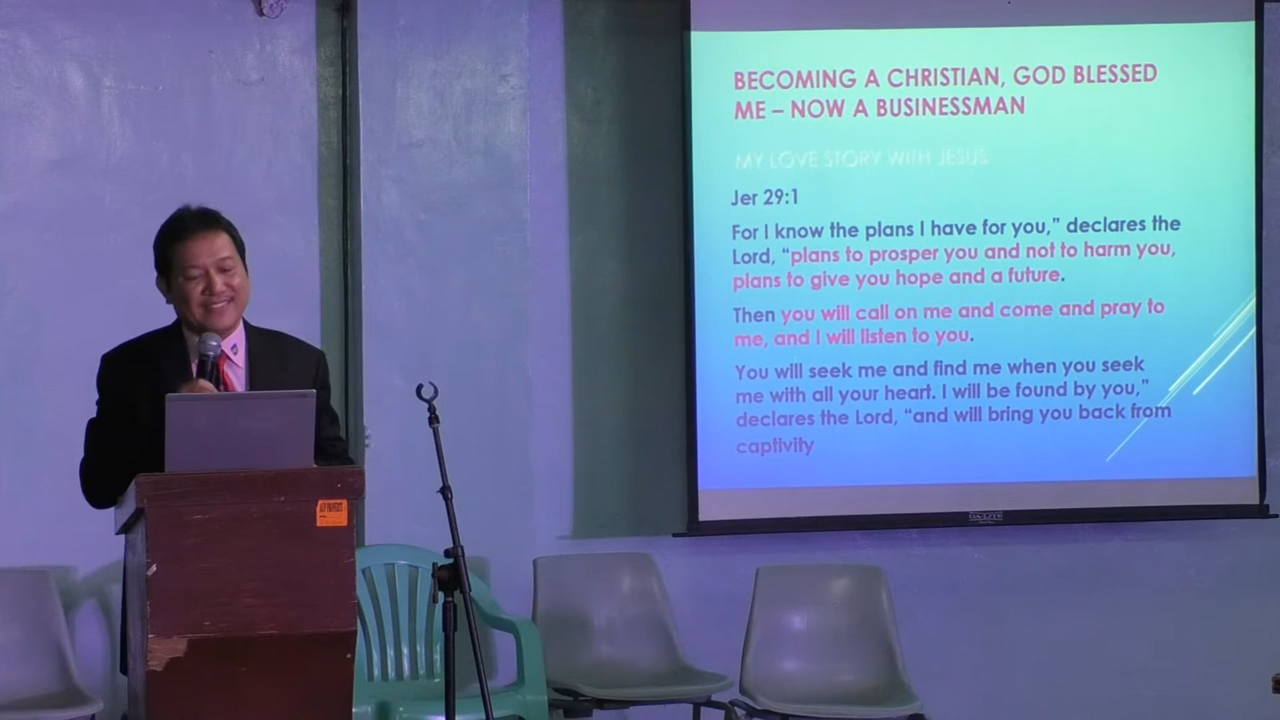 BECOMING A CHRISTIAN, GOD BLESSED
ME – NOW A BUSINESSMAN
MY LOVE STORY WITH JESUS
Jer 29:1
For I know the plans I have for you,” declares the
Lord, “plans to prosper you and not to harm you,
plans to give you hope and a future.
Then you will call on me and come and pray to
me, and I will listen to you.
You will seek me and find me when you seek
me with all your heart. I will be found by you,”
declares the Lord, “and will bring you back from
captivity